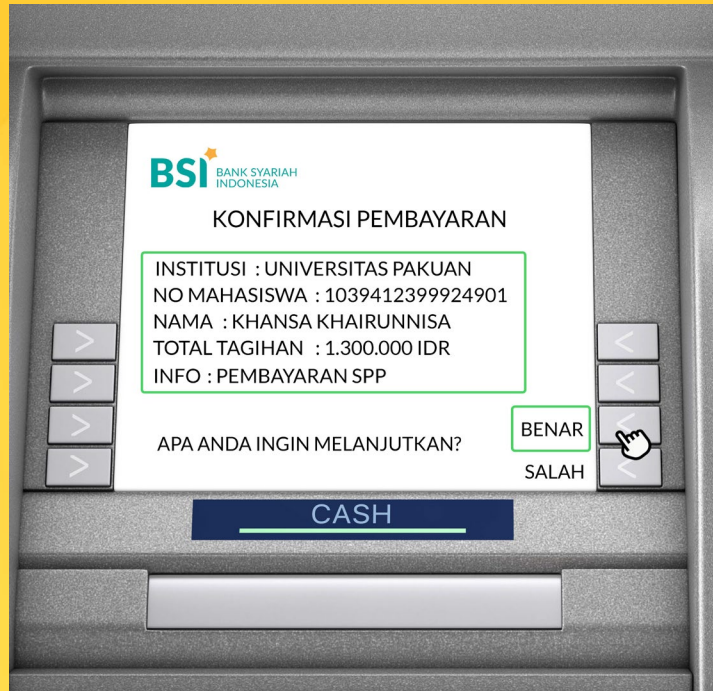 BSI BANK SYARIAH
INDONESIA
KONFIRMASI PEMBAYARAN
INSTITUSI : UNIVERSITAS PAKUAN
NO MAHASISWA : 1039412399924901
NAMA : KHANSA KHAIRUNNISA
TOTAL TAGIHAN : 1.300.000 IDR
INFO : PEMBAYARAN SPP
APA ANDA INGIN MELANJUTKAN?
BENAR
SALAH
CASH